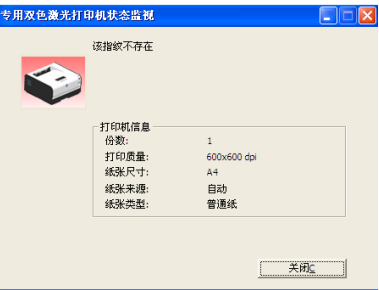 专用双色激光打印机状态监视
该指纹不存在
打印机信息
份数: 1
打印质量: 600x600 dpi
纸张尺寸: A4
纸张来源: 自动
纸张类型: 普通纸
关闭C